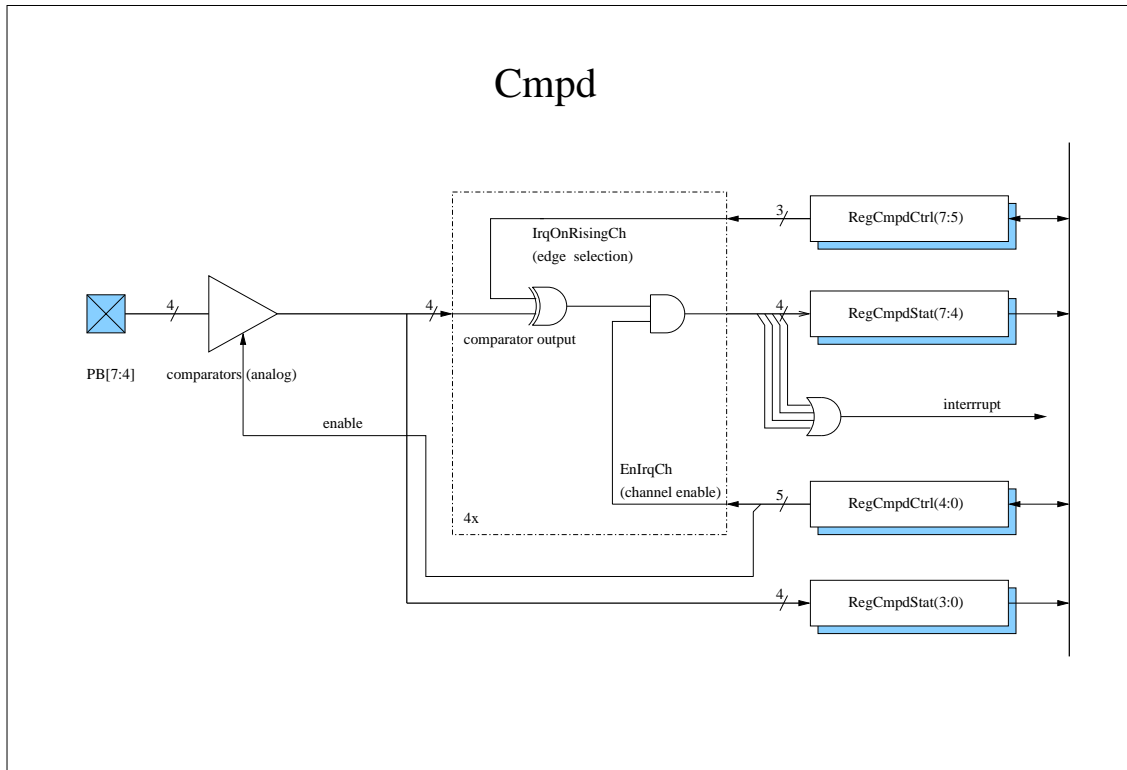 Cmpd
3
RegCmpdCtrl(7:5)
IrqOnRisingCh
(edge selection)
4
4
4
RegCmpdStat(7:4)
comparator output
PB[7:4]
comparators (analog)
interrrupt
enable
EnIrqCh
(channel enable)
5
RegCmpdCtrl(4:0)
4x
4
RegCmpdStat(3:0)